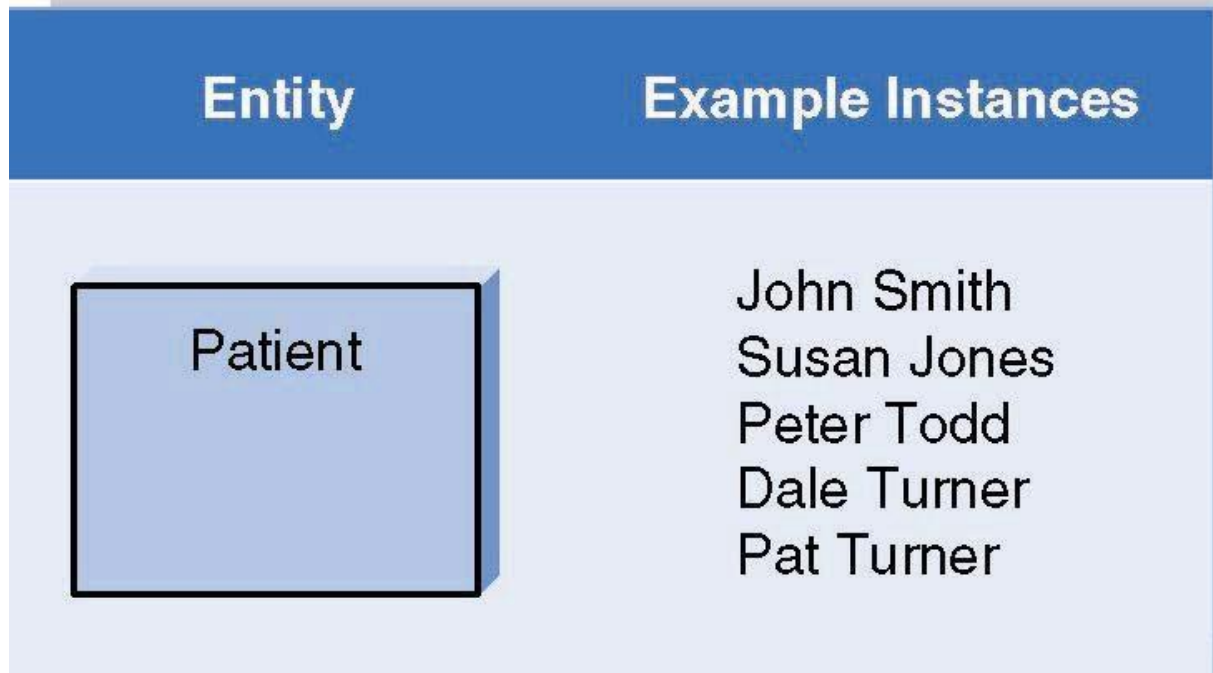 Entity
Example Instances
Patient
John Smith
Susan Jones
Peter Todd
Dale Turner
Pat Turner